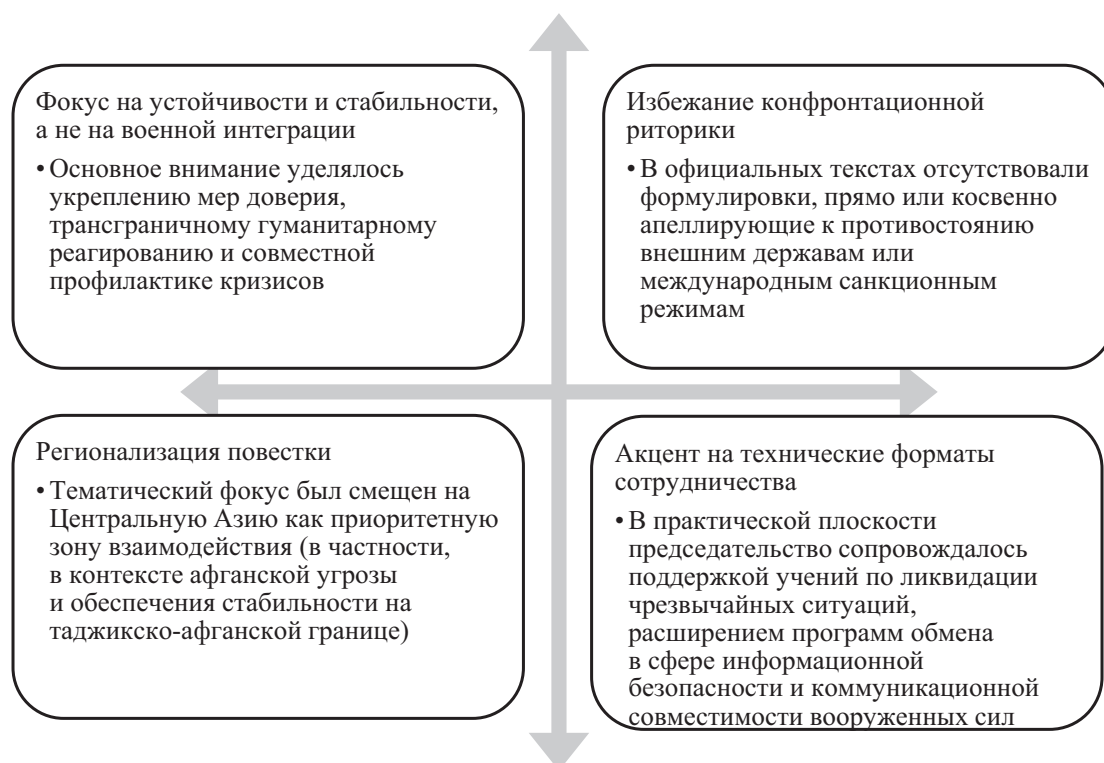 Фокус на устойчивости и стабильности,
а не на военной интеграции
• Основное внимание уделялось
укреплению мер доверия,
трансграничному гуманитарному
реагированию и совместной
профилактике кризисов
Избежание конфронтационной
риторики
• В официальных текстах отсутствовали
формулировки, прямо или косвенно
апеллирующие к противостоянию
внешним державам или
международным санкционным
режимам
Регионализация повестки
• Тематический фокус был смещен на
Центральную Азию как приоритетную
зону взаимодействия (в частности,
в контексте афганской угрозы
и обеспечения стабильности на
таджикско-афганской границе)
Акцент на технические форматы
сотрудничества
• В практической плоскости
председательство сопровождалось
поддержкой учений по ликвидации
чрезвычайных ситуаций,
расширением программ обмена
в сфере информационной
безопасности и коммуникационной
совместимости вооруженных сил